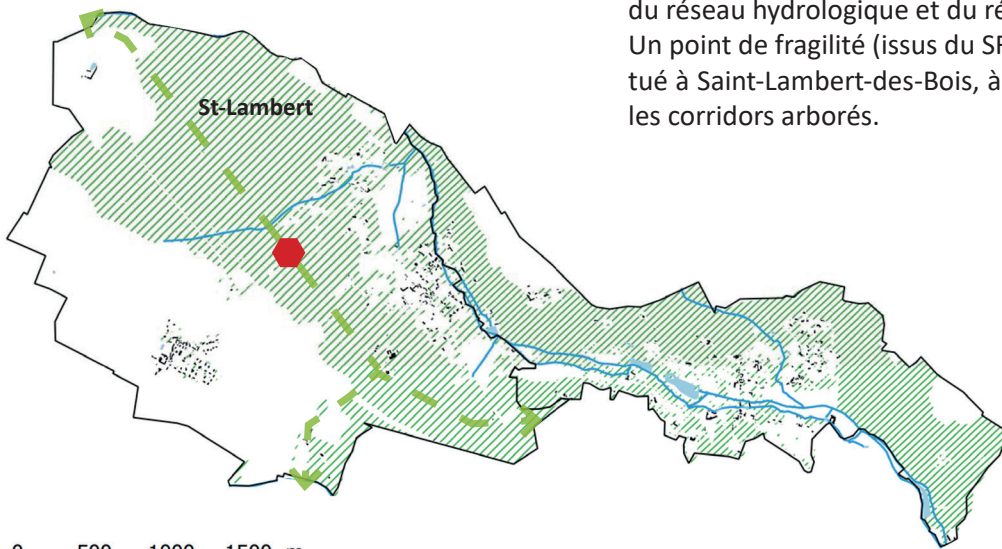 du réseau hydrologique et du ré
Un point de fragilité (issus du
tué à Saint-Lambert-des-Bois, à
les corridors arborés.
St-Lambert
0 500 1000 1500 m